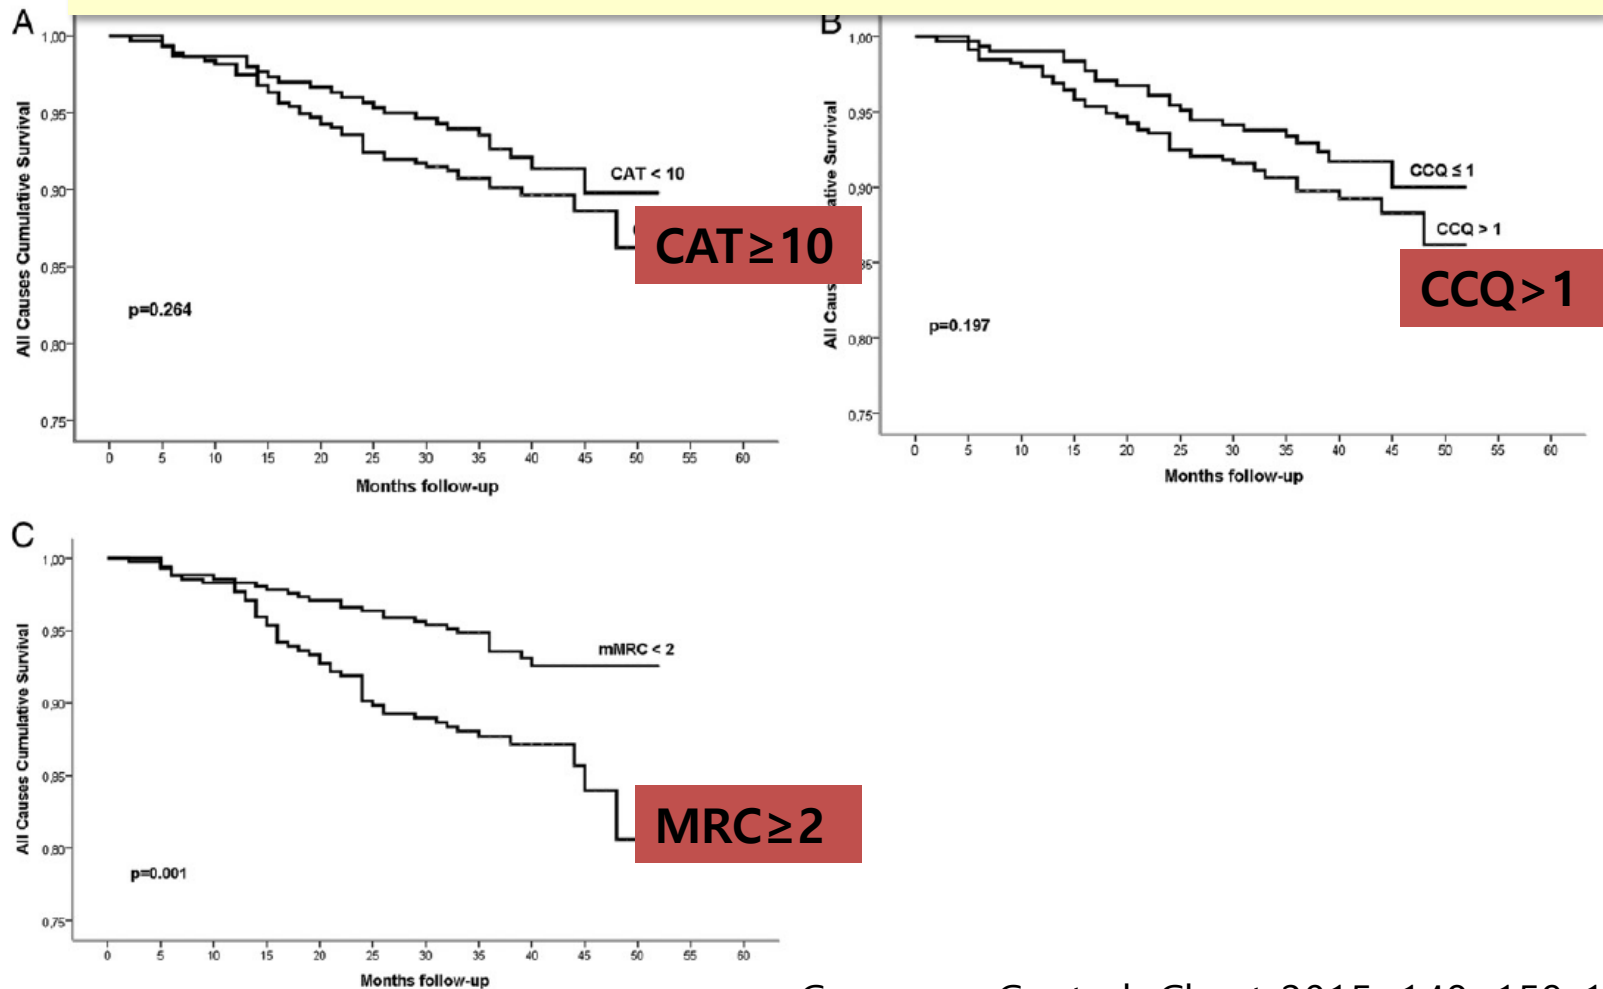 A
All Causes Cumulative Survival
1,00
0,95
0,90
0,85
0,80
0,75
CAT < 10
CAT≥10
p=0.264
0 5 10 15 20 25 30 35 40 45 50 55 60
Months follow-up
B
1,00
0,95
0,90
0,80
0,75
CCQ ≤ 1
CCQ > 1
CCQ>1
p=0.197
0 5 10 15 20 25 30 35 40 45 50 55 60
Months follow-up
C
All Causes Cumulative Survival
1,00
0,95
0,90
0,85
0,80
0,75
mMRC < 2
MRC≥2
p=0.001
0 5 10 15 20 25 30 35 40 45 50 55 60
Months follow-up